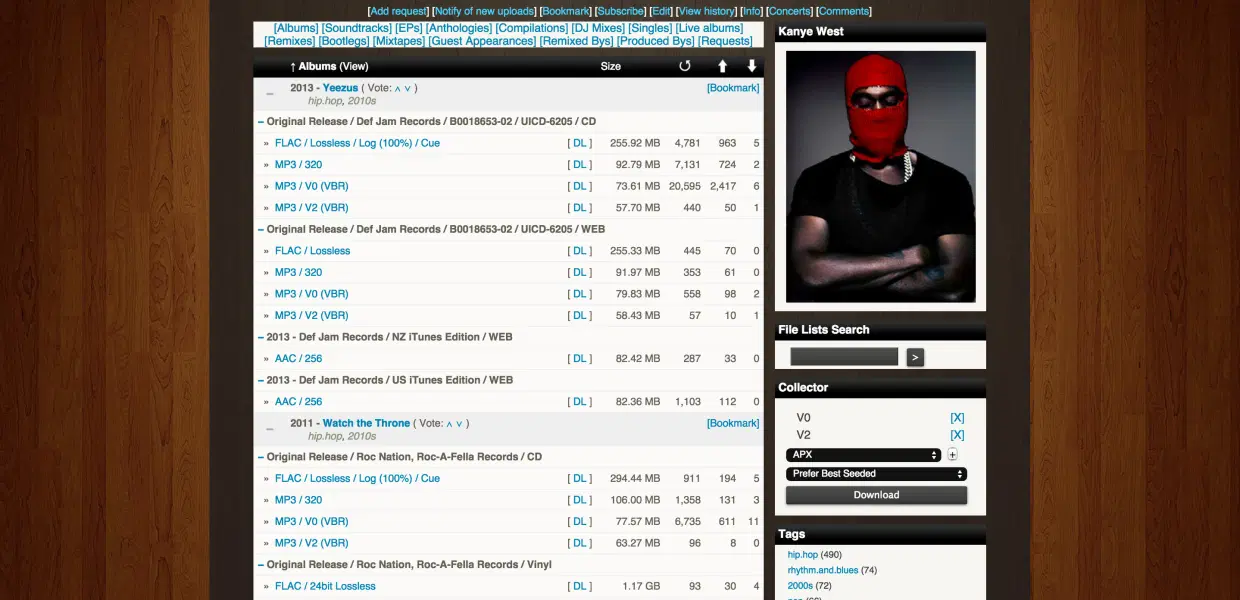 [Add request] [Notify of new uploads] [Bookmark] [Subscribe] [Edit] [View history] [Info] [Concerts] [Comments]
[Albums] [Soundtracks] [EPs] [Anthologies] [Compilations] [DJ Mixes] [Singles] [Live albums]
[Remixes] [Bootlegs] [Mixtapes] [Guest Appearances] [Remixed Bys] [Produced Bys] [Requests]
↑ Albums (View) Size
2013 - Yeezus ( Vote: ʌ v ) [Bookmark]
hip.hop, 2010s
– Original Release / Def Jam Records / B0018653-02 / UICD-6205 / CD
» FLAC / Lossless / Log (100%) / Cue [ DL ] 255.92 MB 4,781 963 5
» MP3 / 320 [ DL ] 92.79 MB 7,131 724 2
» MP3 / V0 (VBR) [ DL ] 73.61 MB 20,595 2,417 6
» MP3 / V2 (VBR) [ DL ] 57.70 MB 440 50 1
– Original Release / Def Jam Records / B0018653-02 / UICD-6205 / WEB
» FLAC / Lossless [ DL ] 255.33 MB 445 70 0
» MP3 / 320 [ DL ] 91.97 MB 353 61 0
» MP3 / V0 (VBR) [ DL ] 79.83 MB 558 98 2
» MP3 / V2 (VBR) [ DL ] 58.43 MB 57 10 1
– 2013 - Def Jam Records / NZ iTunes Edition / WEB
» AAC / 256 [ DL ] 82.42 MB 287 33 0
– 2013 - Def Jam Records / US iTunes Edition / WEB
» AAC / 256 [ DL ] 82.36 MB 1,103 112 0
2011 - Watch the Throne ( Vote: ʌ v ) [Bookmark]
hip.hop, 2010s
– Original Release / Roc Nation, Roc-A-Fella Records / CD
» FLAC / Lossless / Log (100%) / Cue [ DL ] 294.44 MB 911 194 5
» MP3 / 320 [ DL ] 106.00 MB 1,358 131 3
» MP3 / V0 (VBR) [ DL ] 77.57 MB 6,735 611 11
» MP3 / V2 (VBR) [ DL ] 63.27 MB 96 8 0
– Original Release / Roc Nation, Roc-A-Fella Records / Vinyl
» FLAC / 24bit Lossless [ DL ] 1.17 GB 93 30 4
Kanye West
File Lists Search
>
Collector
V0 [X]
V2 [X]
APX +
Prefer Best Seeded
Download
Tags
hip.hop (490)
rhythm.and.blues (74)
2000s (72)